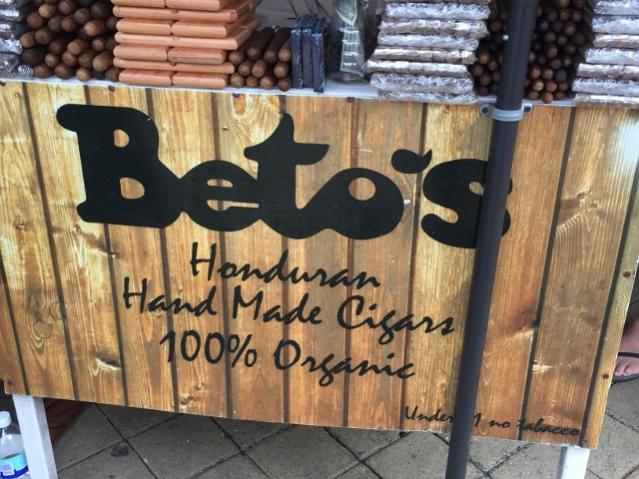 Beto's
Honduran
Hand Made Cigars
100% Organic
Under no tobacco